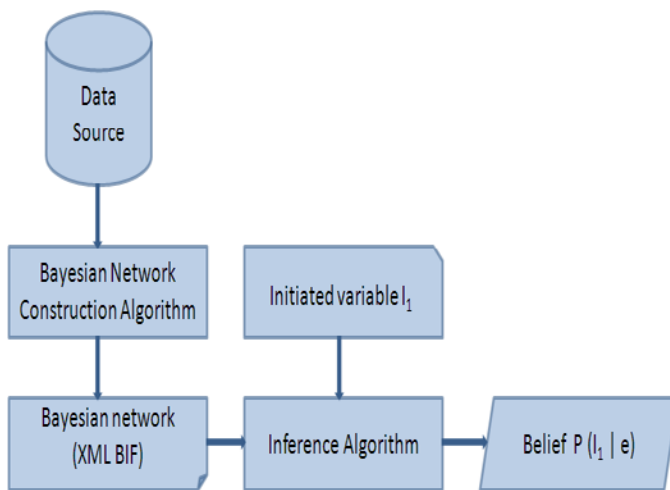 Data
Source
Bayesian Network
Construction Algorithm
Initiated variable I₁
Bayesian network
(XML BIF)
Inference Algorithm
Belief P (I₁ | e)